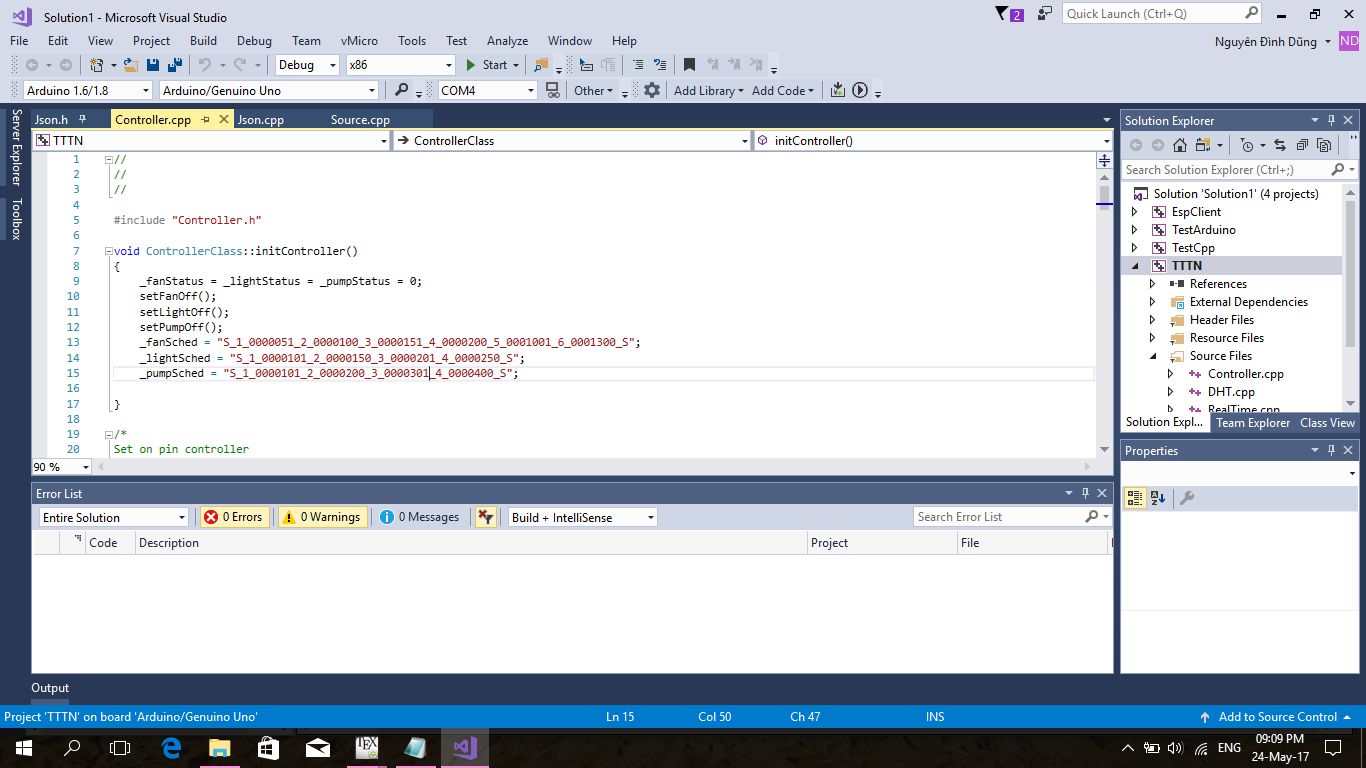 Solution1 - Microsoft Visual Studio
2
Quick Launch (Ctrl+Q)
File Edit View Project Build Debug Team vMicro Tools Test Analyze Window Help
Nguyên Đình Dũng ND
Debug x86 Start
Arduino 1.6/1.8 Arduino/Genuino Uno COM4 Other Add Library Add Code
Server Explorer
Toolbox
Json.h Controller.cpp Json.cpp Source.cpp
TTTN ControllerClass initController()
1 //
2 //
3 //
4
5 #include "Controller.h"
6
7 void ControllerClass::initController()
8 {
9 _fanStatus = _lightStatus = _pumpStatus = 0;
10 setFanOff();
11 setLightOff();
12 setPumpOff();
13 _fanSched = "S_1_0000051_2_0000100_3_0000151_4_0000200_5_0001001_6_0001300_S";
14 _lightSched = "S_1_0000101_2_0000150_3_0000201_4_0000250_S";
15 _pumpSched = "S_1_0000101_2_0000200_3_0000301_4_0000400_S";
16
17 }
18
19 /*
20 Set on pin controller
90 %
Solution Explorer
Search Solution Explorer (Ctrl+;)
Solution 'Solution1' (4 projects)
EspClient
TestArduino
TestCpp
TTTN
References
External Dependencies
Header Files
Resource Files
Source Files
Controller.cpp
DHT.cpp
RealTime.cpp
Solution Expl... Team Explorer Class View
Properties
Error List
Entire Solution 0 Errors 0 Warnings 0 Messages Build + IntelliSense Search Error List
Code Description Project File
Output
Project 'TTTN' on board 'Arduino/Genuino Uno' Ln 15 Col 50 Ch 47 INS Add to Source Control
ENG
09:09 PM
24-May-17